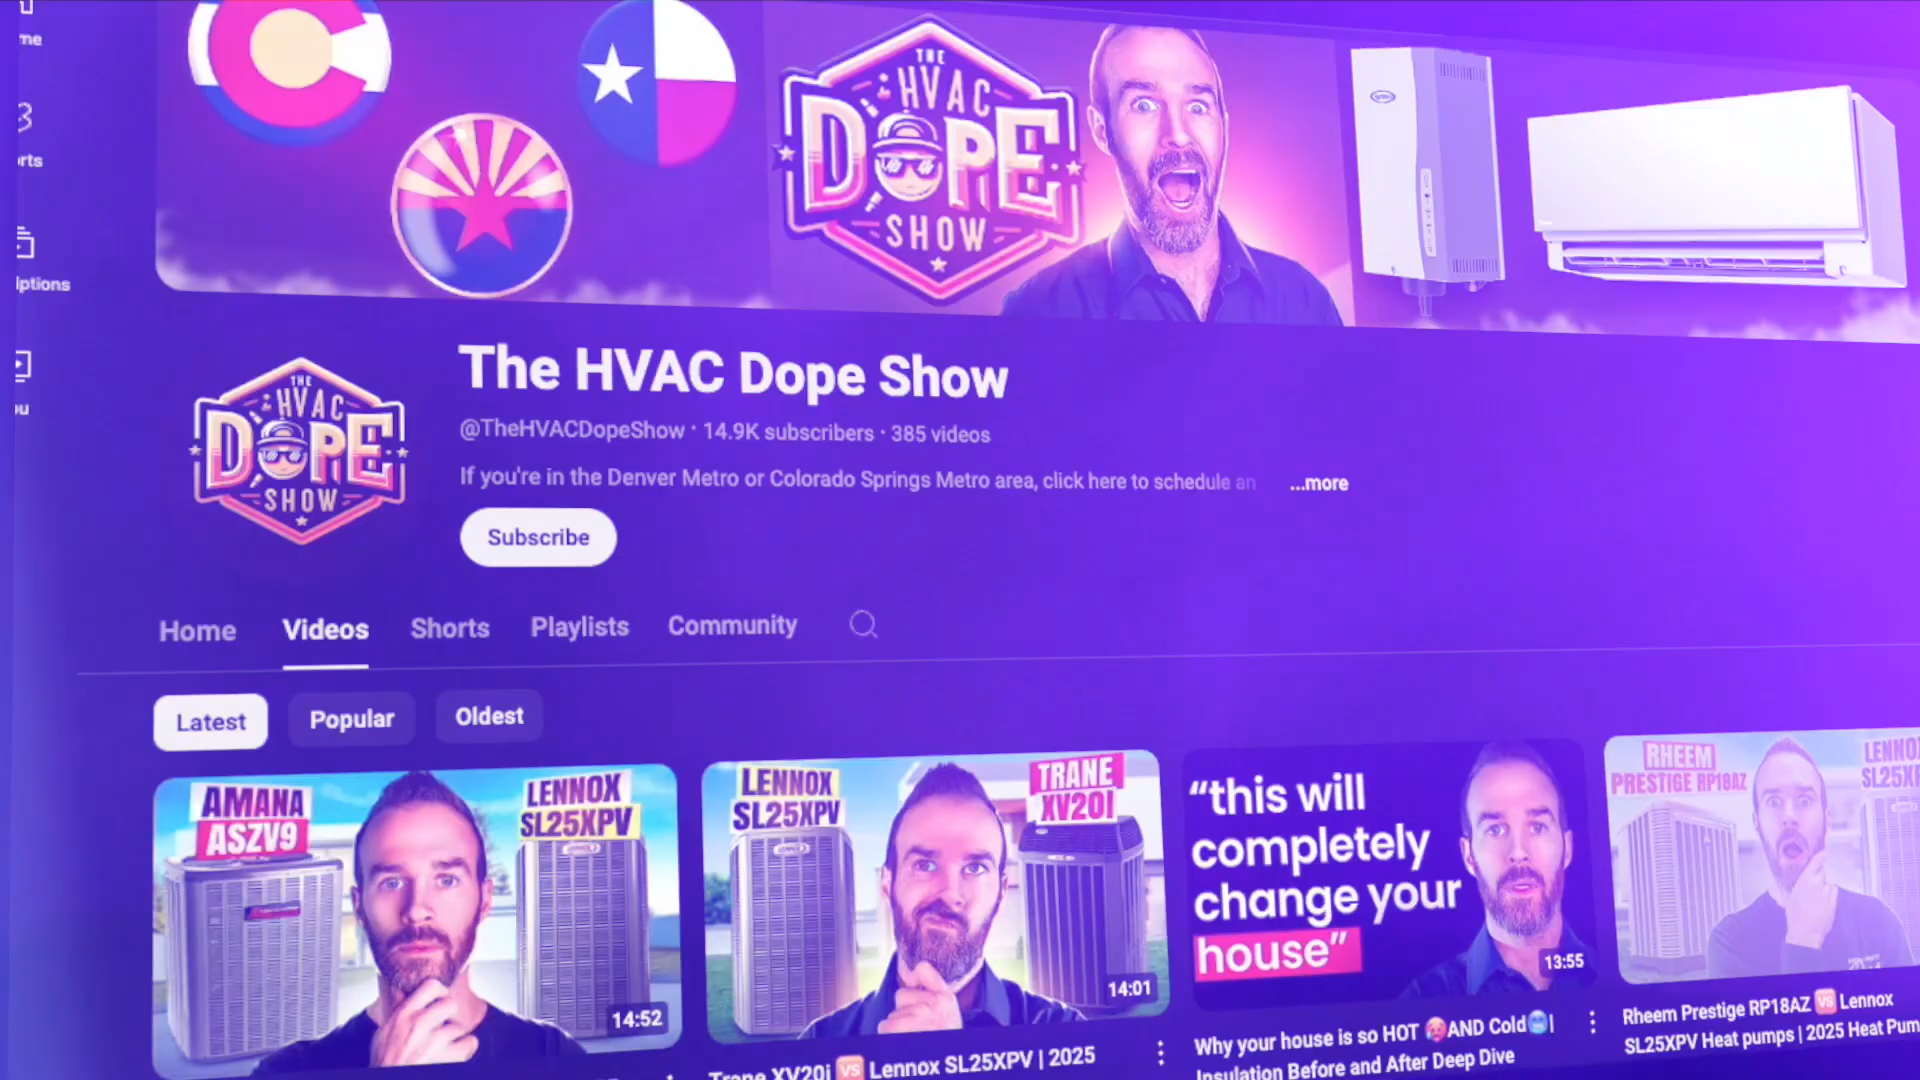 THE
HVAC
DOPE
SHOW
The HVAC Dope Show
THE
HVAC
DOPE
SHOW
@TheHVACDopeShow · 14.9K subscribers · 385 videos
If you're in the Denver Metro or Colorado Springs Metro area, click here to schedule an ...more
Subscribe
Home Videos Shorts Playlists Community
Latest Popular Oldest
AMANA
ASZV9
LENNOX
SL25XPV
14:52
LENNOX
SL25XPV
TRANE
XV20I
14:01
Trane XV20i VS Lennox SL25XPV | 2025
“this will
completely
change your
house”
13:55
Why your house is so HOT 🥵AND Cold🥶|
Insulation Before and After Deep Dive
RHEEM
PRESTIGE RP18AZ
LENNOX
Rheem Prestige RP18AZ VS Lennox
SL25XPV Heat pumps | 2025 Heat Pum